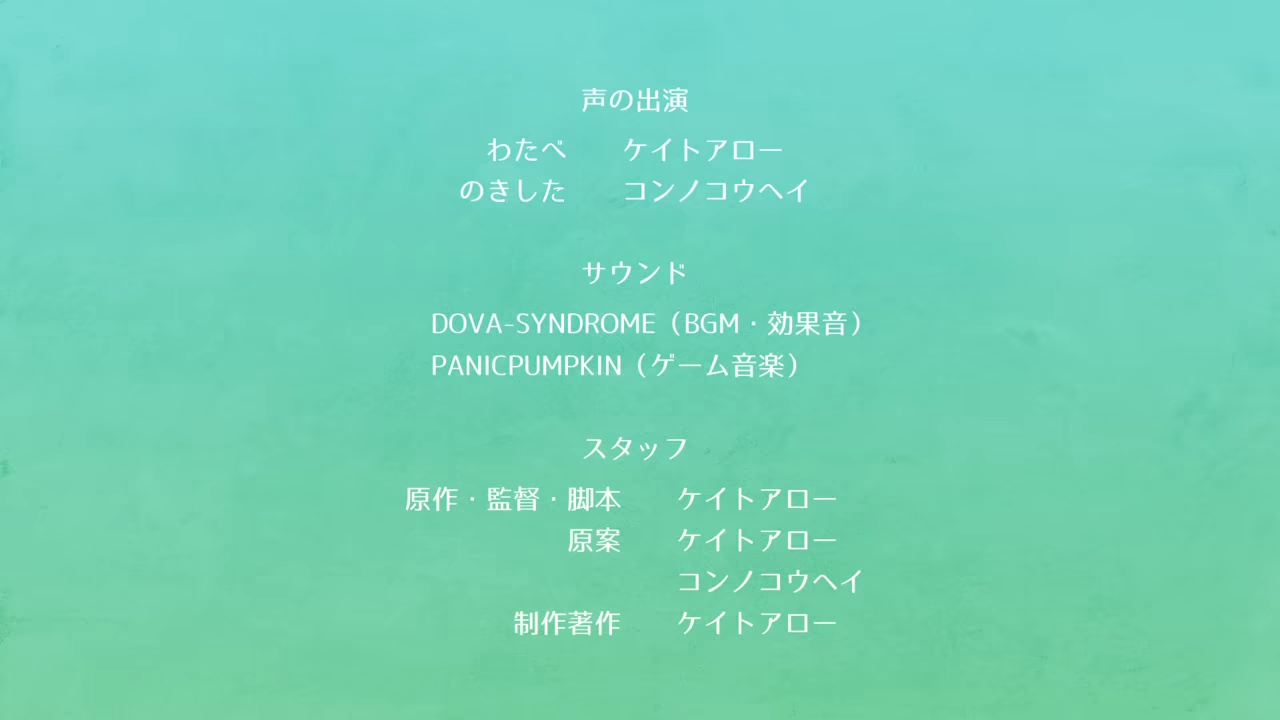 声の出演
わたべ　　ケイトアロー
のきした　　コンノコウヘイ
サウンド
DOVA-SYNDROME（BGM・効果音）
PANICPUMPKIN（ゲーム音楽）
スタッフ
原作・監督・脚本　　ケイトアロー
原案　　ケイトアロー
コンノコウヘイ
制作著作　　ケイトアロー